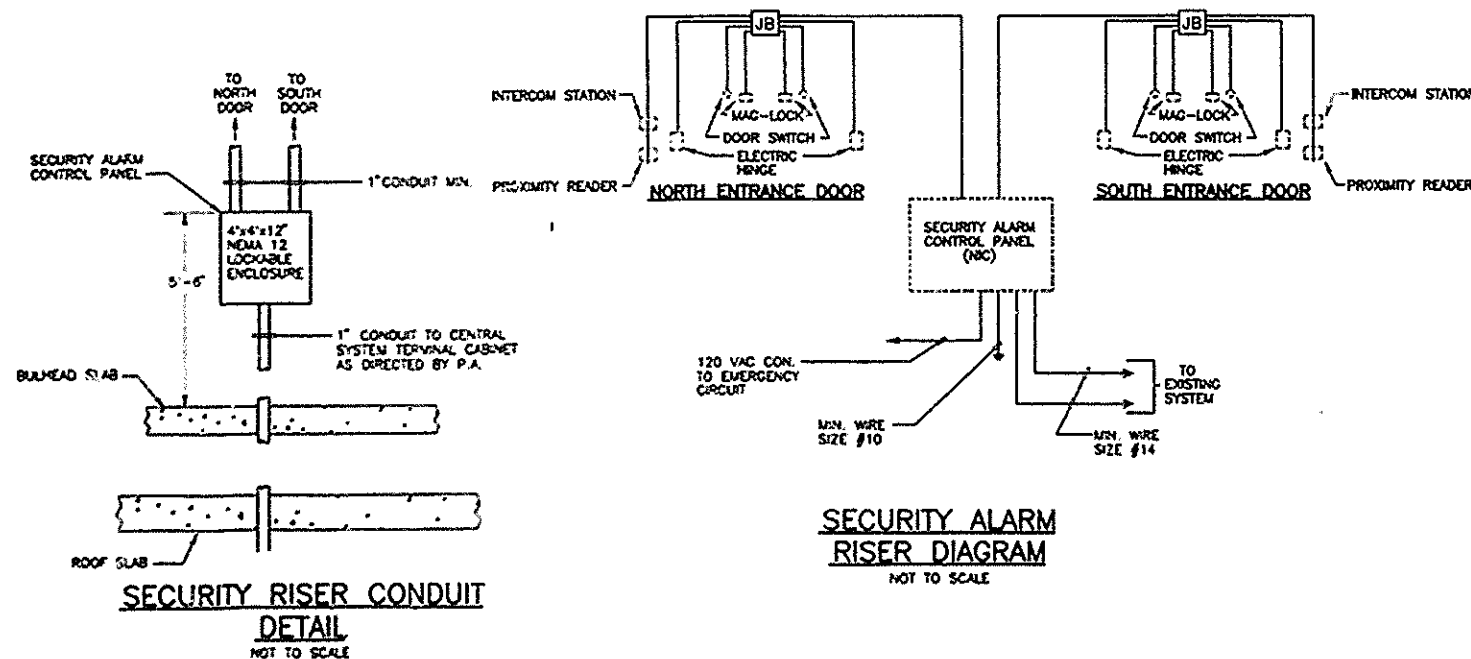 TO
NORTH
DOOR
TO
SOUTH
DOOR
SECURITY ALARM
CONTROL PANEL
1" CONDUIT MIN.
4'x4'x12"
NEMA 12
LOCKABLE
ENCLOSURE
5'-6"
1" CONDUIT TO CENTRAL
SYSTEM TERMINAL CABINET
AS DIRECTED BY P.A.
BULHEAD SLAB
ROOF SLAB
SECURITY RISER CONDUIT
DETAIL
NOT TO SCALE
JB
INTERCOM STATION
MAG-LOCK
DOOR SWITCH
ELECTRIC
HINGE
PROXIMITY READER
NORTH ENTRANCE DOOR
JB
INTERCOM STATION
MAG-LOCK
DOOR SWITCH
ELECTRIC
HINGE
PROXIMITY READER
SOUTH ENTRANCE DOOR
SECURITY ALARM
CONTROL PANEL
(NIC)
120 VAC CON.
TO EMERGENCY
CIRCUIT
MIN. WIRE
SIZE #10
MIN. WIRE
SIZE #14
TO
EXISTING
SYSTEM
SECURITY ALARM
RISER DIAGRAM
NOT TO SCALE